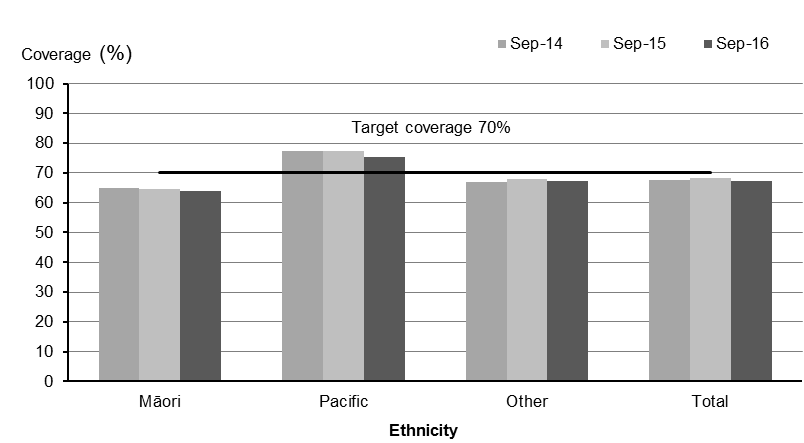 Sep-14 Sep-15 Sep-16
Coverage (%)
100
90
Target coverage 70%
80
70
60
50
40
30
20
10
0
Māori Pacific Other Total
Ethnicity